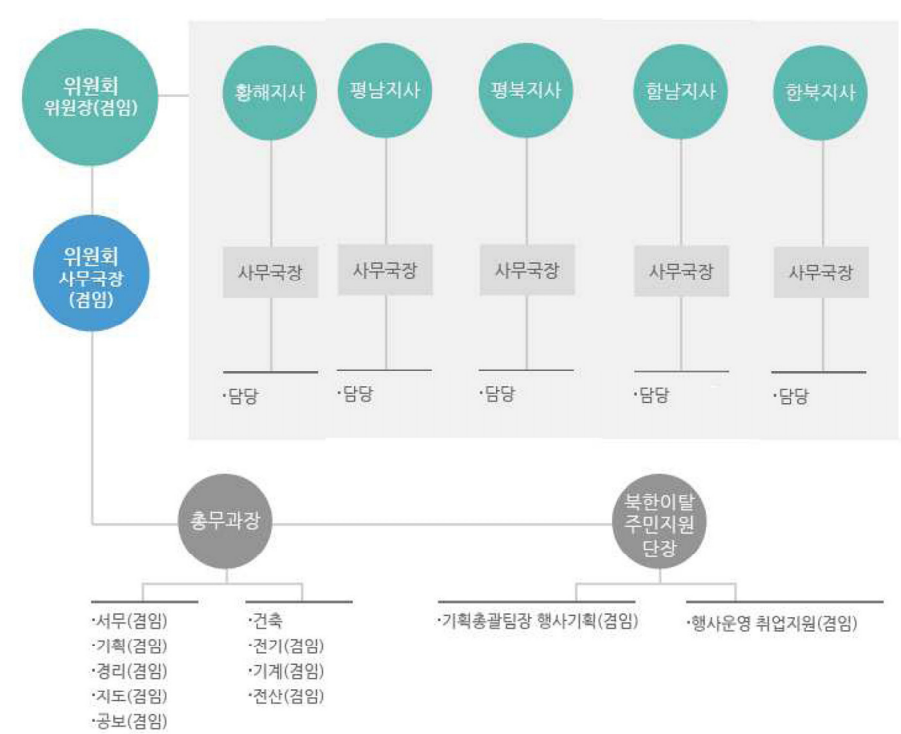 위원회
위원장(겸임)
황해지사
평남지사
평북지사
함남지사
함북지사
위원회
사무국장
(겸임)
사무국장
사무국장
사무국장
사무국장
사무국장
·담당
·담당
·담당
·담당
·담당
총무과장
북한이탈
주민지원
단장
·서무(겸임)
·기획(겸임)
·경리(겸임)
·지도(겸임)
·공보(겸임)
·건축
·전기(겸임)
·기계(겸임)
·전산(겸임)
·기획총괄팀장 행사기획(겸임)
·행사운영 취업지원(겸임)